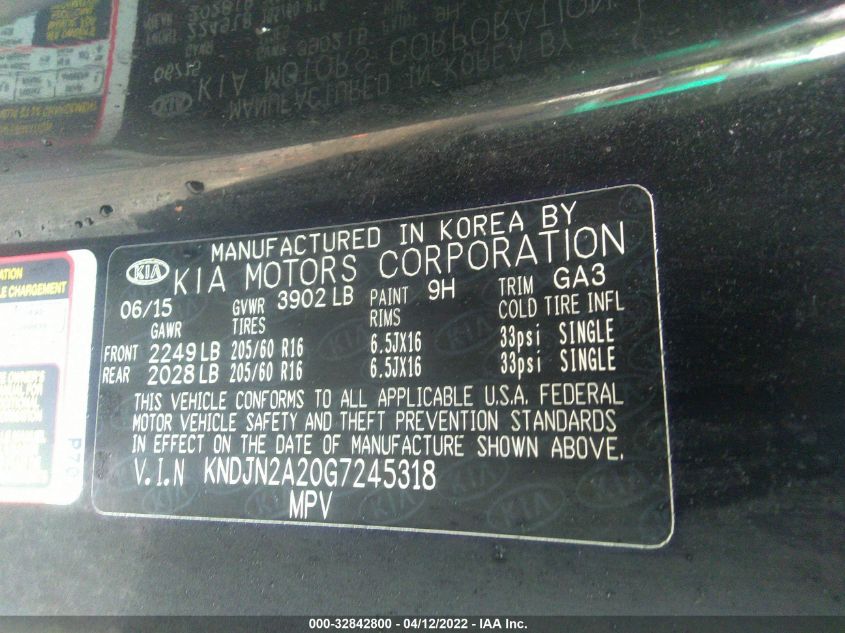 MANUFACTURED IN KOREA BY
KIA KIA MOTORS CORPORATION
06/15 GVWR 3902 LB PAINT 9H TRIM GA3
GAWR TIRES RIMS COLD TIRE INFL
FRONT 2249 LB 205/60 R16 6.5JX16 33psi SINGLE
REAR 2028 LB 205/60 R16 6.5JX16 33psi SINGLE
THIS VEHICLE CONFORMS TO ALL APPLICABLE U.S.A. FEDERAL
MOTOR VEHICLE SAFETY AND THEFT PREVENTION STANDARDS
IN EFFECT ON THE DATE OF MANUFACTURE SHOWN ABOVE.
V.I.N KNDJN2A20G7245318
MPV
000-32842800 - 04/12/2022 - IAA Inc.